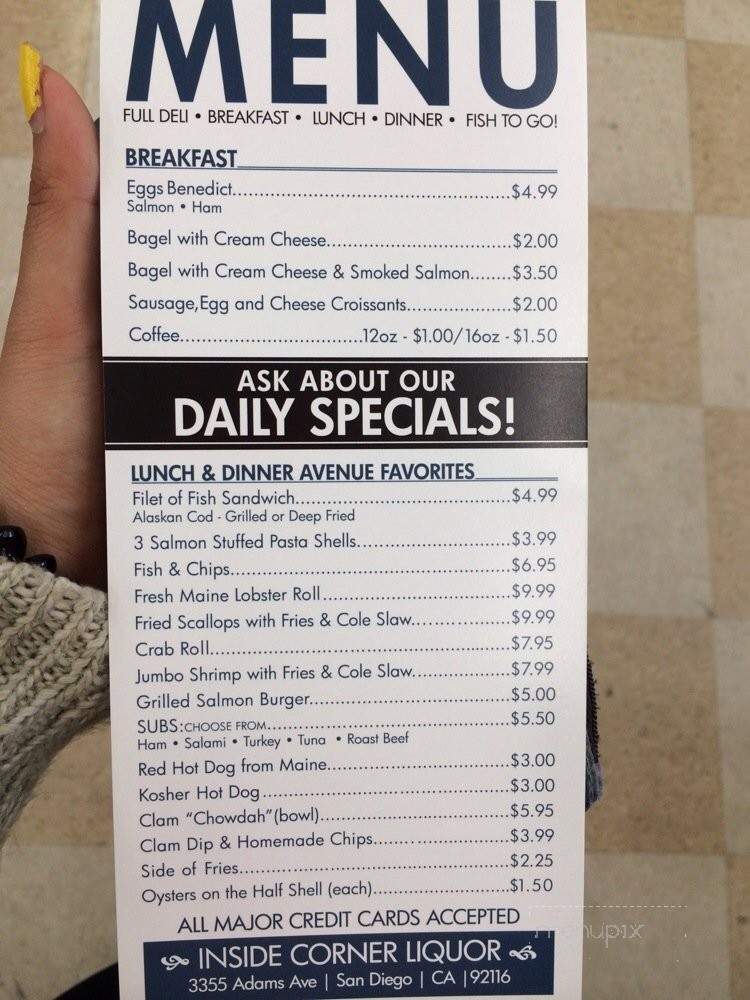 MENU
FULL DELI • BREAKFAST • LUNCH • DINNER • FISH TO GO!
BREAKFAST
Eggs Benedict..........................................$4.99
Salmon • Ham
Bagel with Cream Cheese...........................$2.00
Bagel with Cream Cheese & Smoked Salmon.......$3.50
Sausage,Egg and Cheese Croissants.................$2.00
Coffee..............................12oz - $1.00/16oz - $1.50
ASK ABOUT OUR
DAILY SPECIALS!
LUNCH & DINNER AVENUE FAVORITES
Filet of Fish Sandwich...................................$4.99
Alaskan Cod - Grilled or Deep Fried
3 Salmon Stuffed Pasta Shells.........................$3.99
Fish & Chips..............................................$6.95
Fresh Maine Lobster Roll...............................$9.99
Fried Scallops with Fries & Cole Slaw................$9.99
Crab Roll.................................................$7.95
Jumbo Shrimp with Fries & Cole Slaw................$7.99
Grilled Salmon Burger.................................$5.00
SUBS:CHOOSE FROM.......................................$5.50
Ham • Salami • Turkey • Tuna • Roast Beef
Red Hot Dog from Maine..............................$3.00
Kosher Hot Dog.........................................$3.00
Clam "Chowdah"(bowl)................................$5.95
Clam Dip & Homemade Chips.......................$3.99
Side of Fries.............................................$2.25
Oysters on the Half Shell (each)......................$1.50
ALL MAJOR CREDIT CARDS ACCEPTED
INSIDE CORNER LIQUOR
3355 Adams Ave | San Diego | CA |92116
menupix